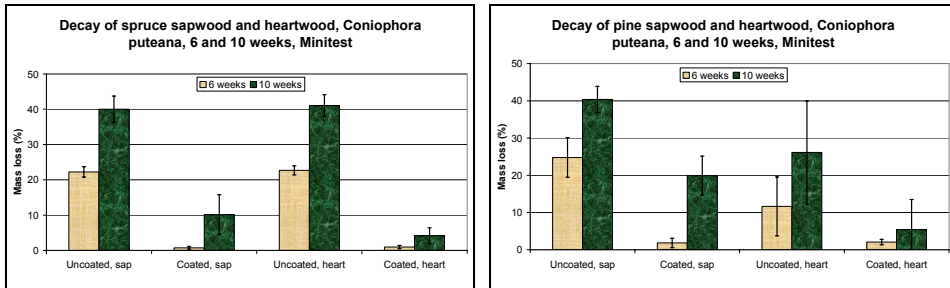 Decay of spruce sapwood and heartwood, Coniophora
puteana, 6 and 10 weeks, Minitest
50
40
30
20
10
0
Mass loss (%)
6 weeks 10 weeks
Uncoated, sap Coated, sap Uncoated, heart Coated, heart
Decay of pine sapwood and heartwood, Coniophora
puteana, 6 and 10 weeks, Minitest
50
40
30
20
10
0
Mass loss (%)
6 weeks 10 weeks
Uncoated, sap Coated, sap Uncoated, heart Coated, heart